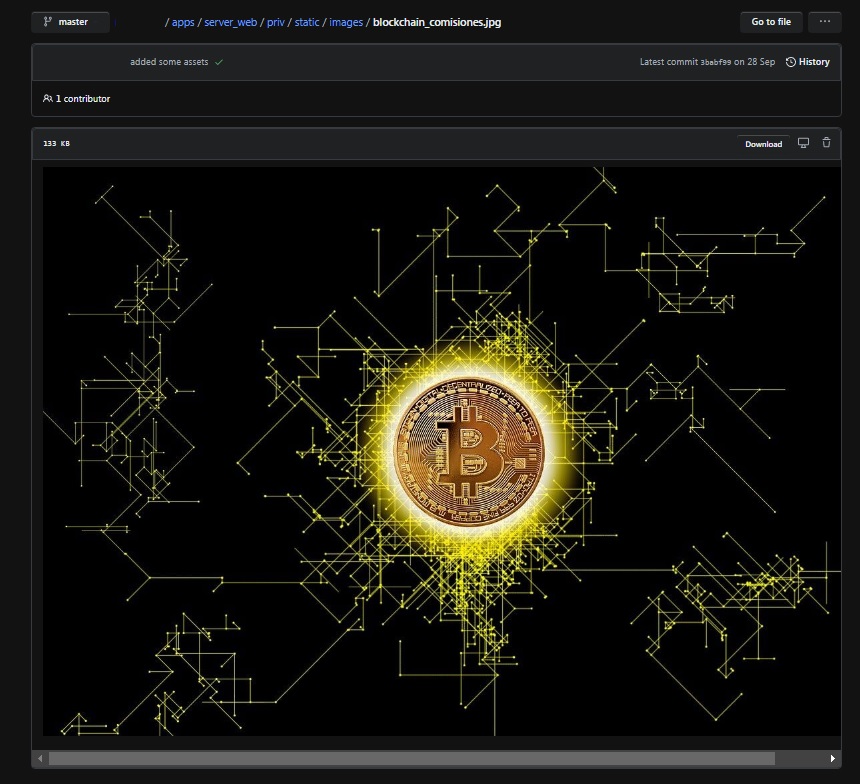 master / apps / server_web / priv / static / images / blockchain_comisiones.jpg Go to file ...
added some assets Latest commit 3babf99 on 28 Sep History
1 contributor
133 KB Download
DIGITAL • DECENTRALIZED • PEER TO PEER